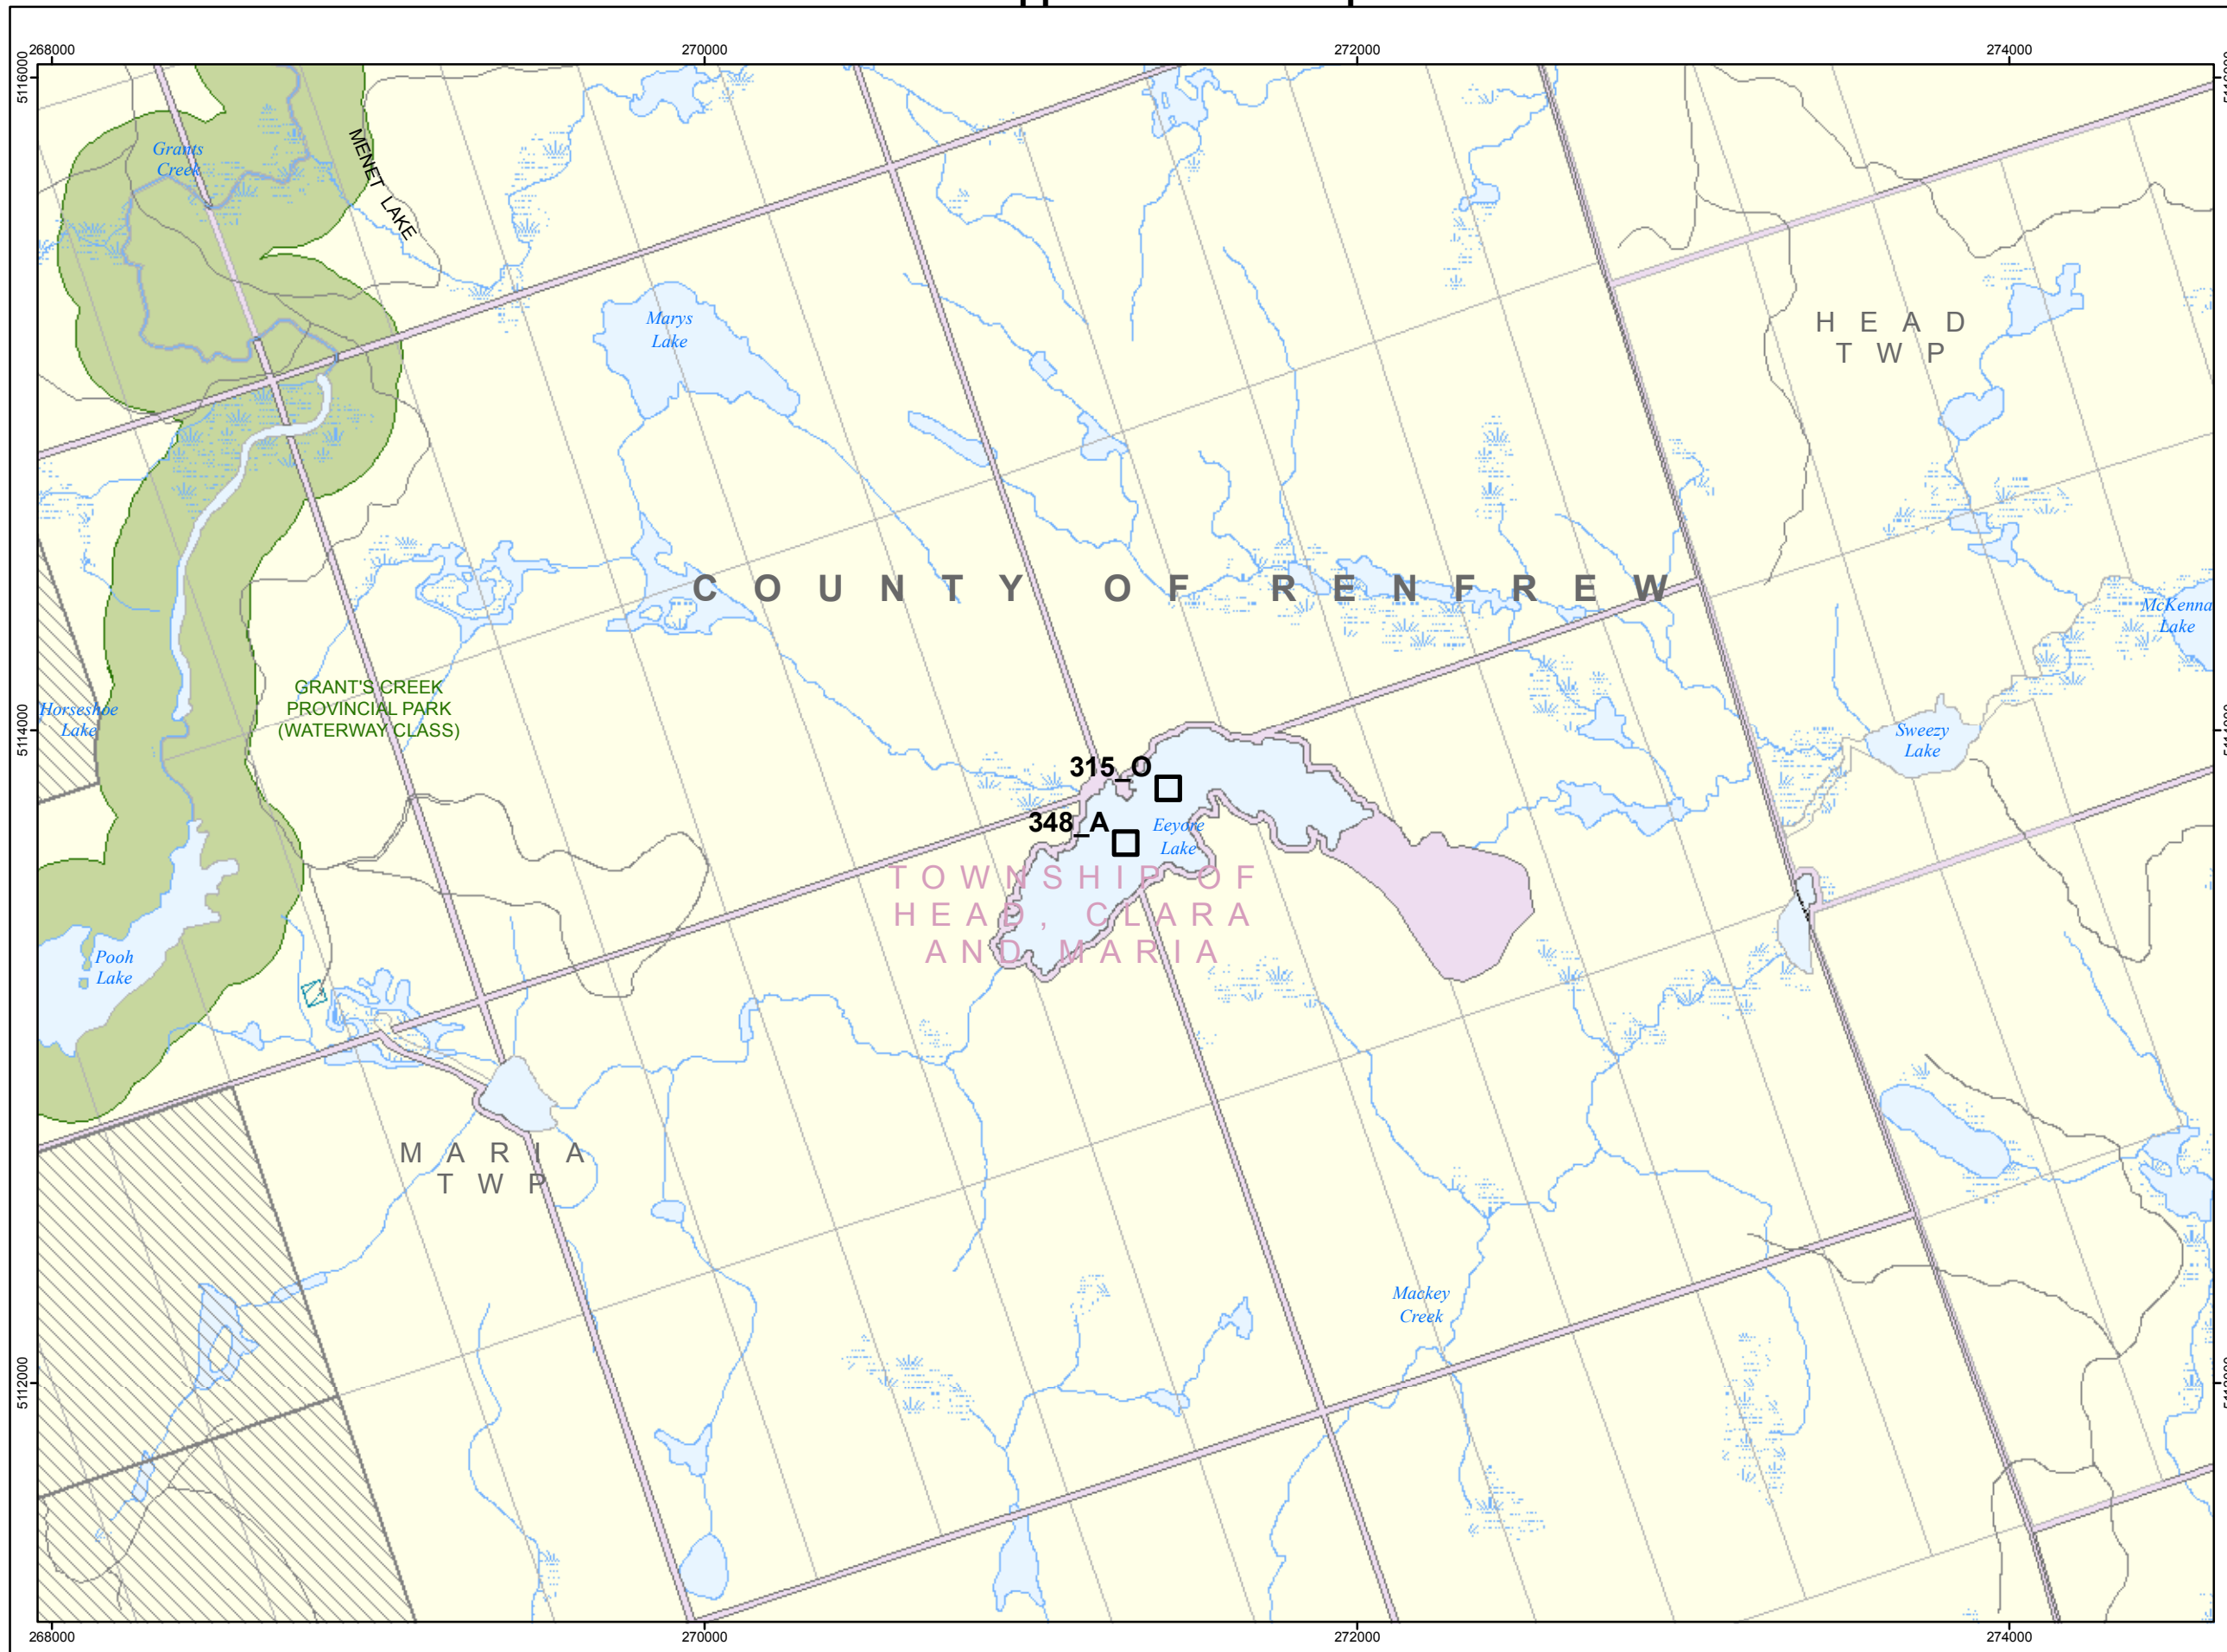 268000
270000
272000
274000
5116000
Grants
Creek
MENET LAKE
Marys
Lake
HEAD
TWP
COUNTY OF RENFREW
McKenna
Lake
GRANT'S CREEK
PROVINCIAL PARK
(WATERWAY CLASS)
Horseshoe
Lake
5114000
Sweezy
Lake
315_O
348_A
Eeyore
Lake
TOWNSHIP OF
HEAD, CLARA
AND MARIA
Pooh
Lake
MARIA
TWP
Mackey
Creek
5112000
268000
270000
272000
274000